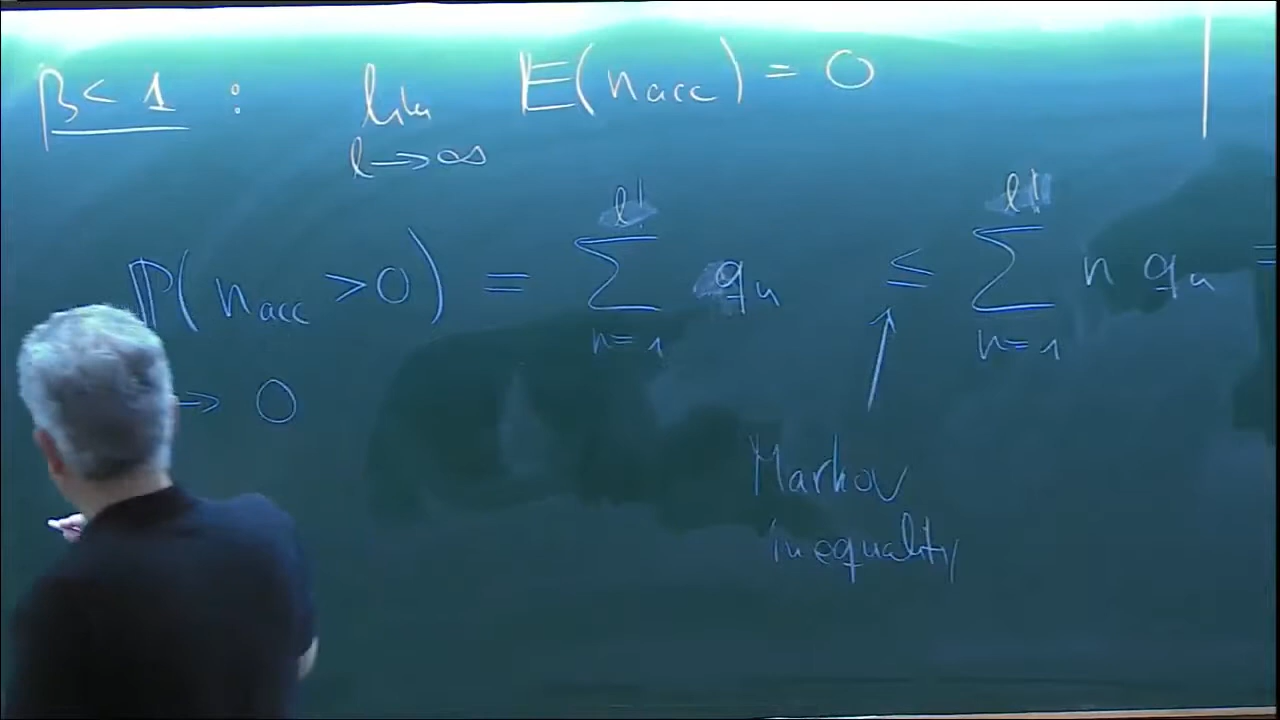 β < 1 : lim l→∞ E(n_acc) = 0
P(n_acc > 0) = Σ_{n=1}^{l!} q_n ≤ Σ_{n=1}^{l!} n q_n =
→ 0
Markov
inequality